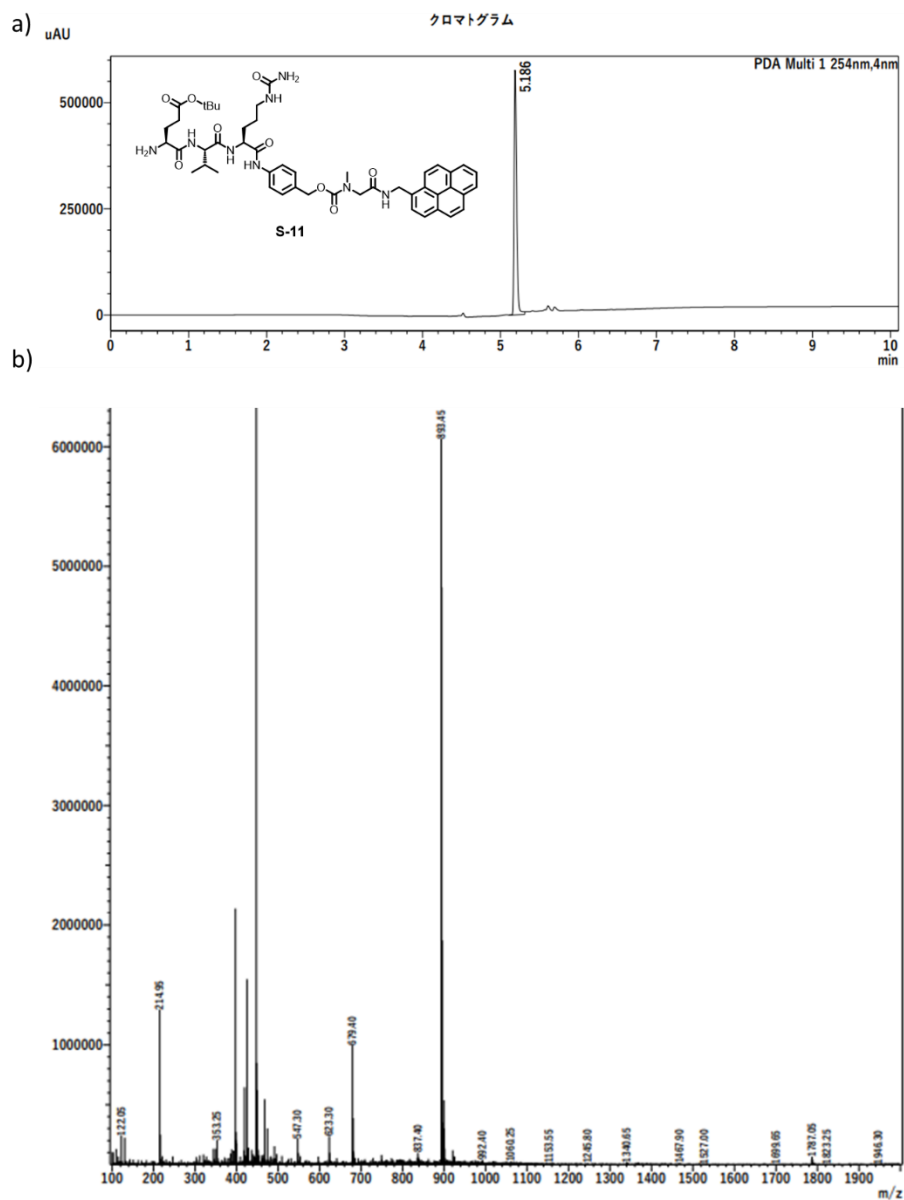 a)
uAU
クロマトグラム
PDA Multi 1 254nm,4nm
5.186
500000
250000
0
O NH2
NH
O
O tBu
H
N
O
H2N
O
N
H
O
HN
O
O
N
O
N
H
S-11
0 1 2 3 4 5 6 7 8 9 10
min
b)
6000000
5000000
4000000
3000000
2000000
1000000
893.45
214.95
122.05
353.25
547.30
623.30
679.40
837.40
992.40
1060.25
1153.55
1245.80
1340.65
1467.90
1527.00
1699.65
1787.05
1823.25
1946.30
100 200 300 400 500 600 700 800 900 1000 1100 1200 1300 1400 1500 1600 1700 1800 1900
m/z